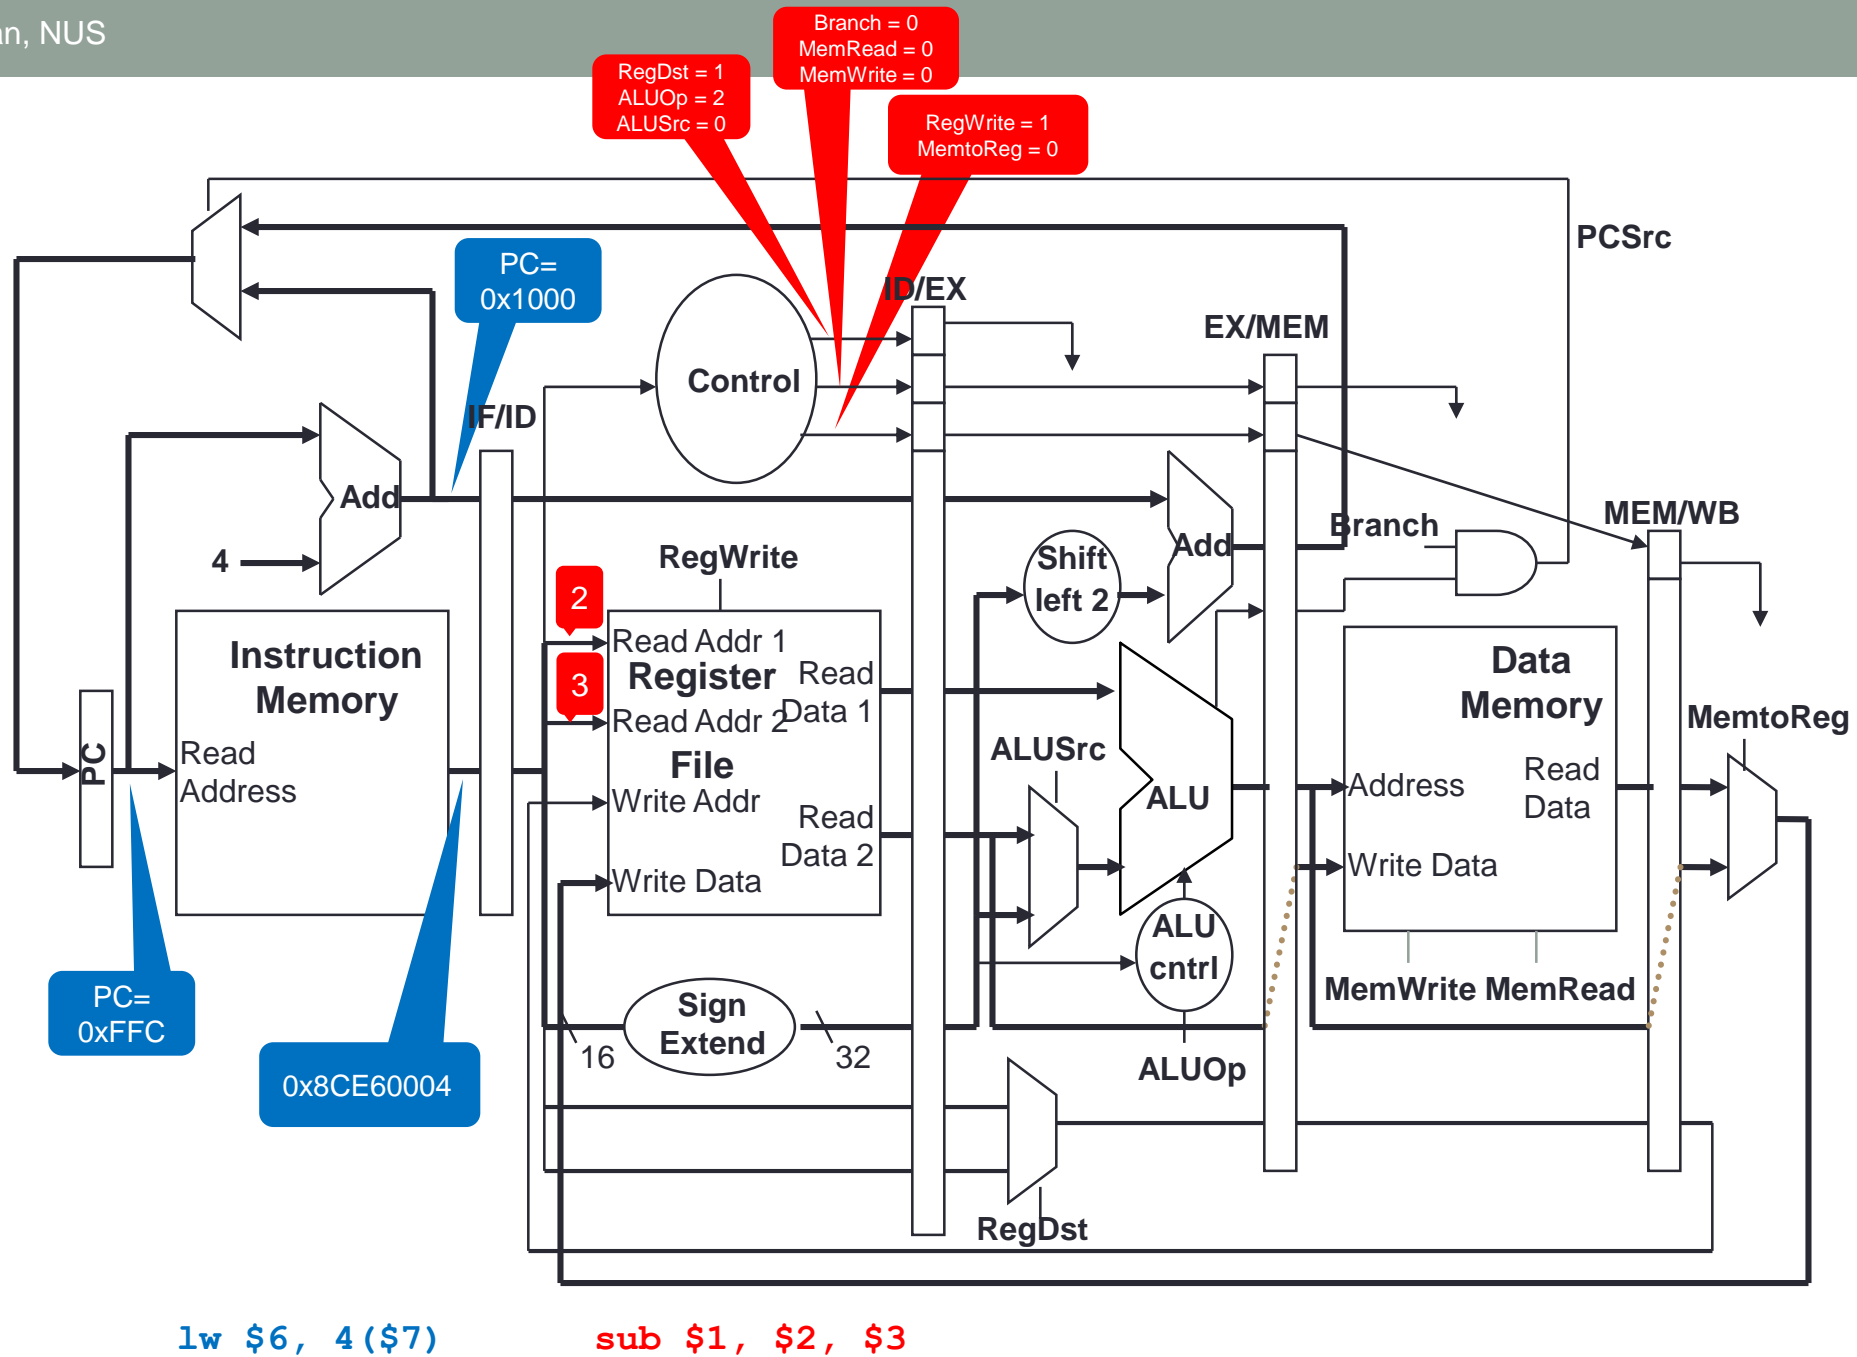 an, NUS
Branch = 0
MemRead = 0
MemWrite = 0
RegDst = 1
ALUOp = 2
ALUSrc = 0
RegWrite = 1
MemtoReg = 0
PCSrc
PC=
0x1000
ID/EX
EX/MEM
Control
IF/ID
Add
MEM/WB
Branch
Add
Shift
left 2
4
RegWrite
2
3
Read Addr 1
Register
Read
Data 1
Read Addr 2
File
Write Addr
Read
Data 2
Write Data
Instruction
Memory
Read
Address
PC
ALUSrc
ALU
Data
Memory
Address
Read
Data
Write Data
MemtoReg
ALU
cntrl
MemWrite MemRead
PC=
0xFFC
Sign
Extend
16
32
ALUOp
0x8CE60004
RegDst
lw $6, 4($7)
sub $1, $2, $3